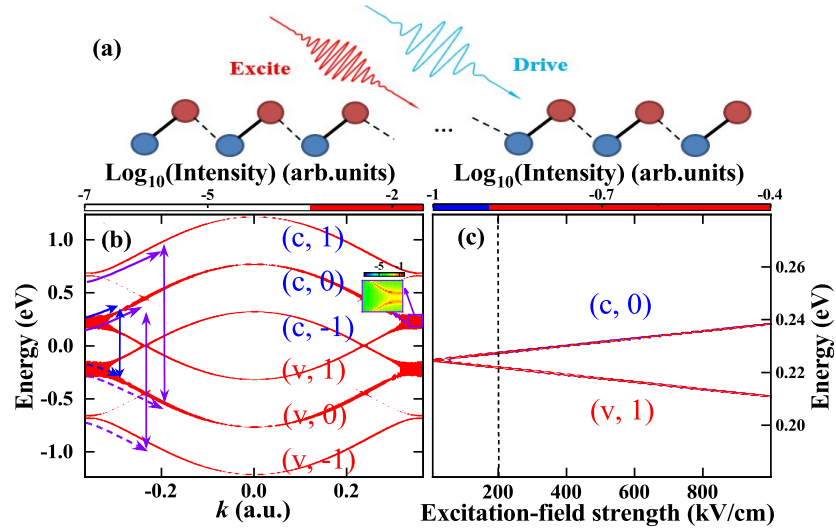 (a)
Excite
Drive
...
Log10(Intensity) (arb.units)
Log10(Intensity) (arb.units)
-7 -5 -2
-1 -0.7 -0.4
(b)
(c, 1)
(c, 0)
(c, -1)
(v, 1)
(v, 0)
(v, -1)
-5 -1
1.0
0.5
0.0
-0.5
-1.0
Energy (eV)
-0.2 0.0 0.2
k (a.u.)
(c)
(c, 0)
(v, 1)
0.26
0.24
0.22
0.20
Energy (eV)
200 400 600 800
Excitation-field strength (kV/cm)